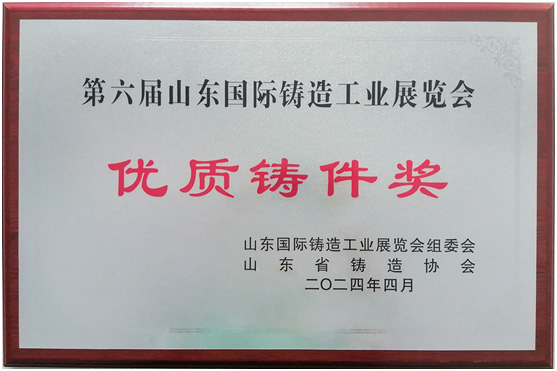 第六届山东国际铸造工业展览会
优质铸件奖
山东国际铸造工业展览会组委会
山东省铸造协会
二〇二四年四月